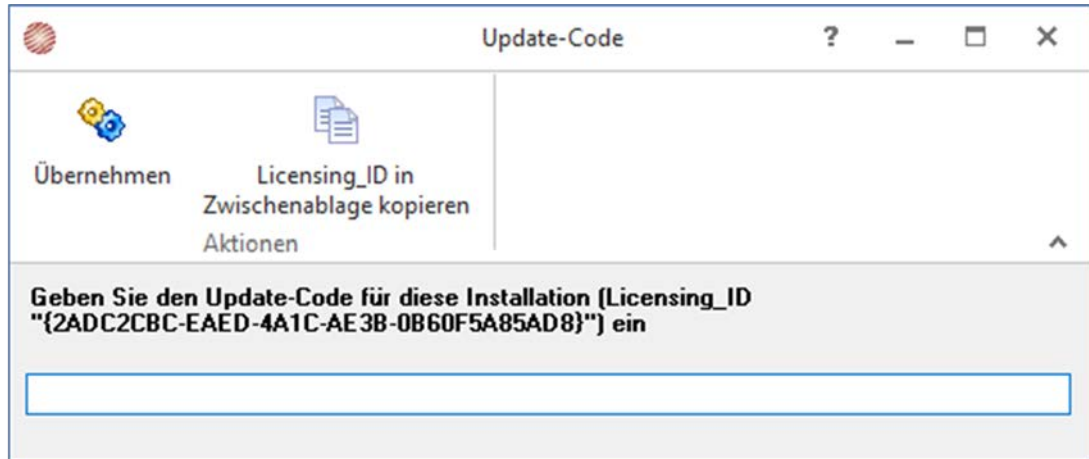 Update-Code
?
Übernehmen
Licensing_ID in
Zwischenablage kopieren
Aktionen
Geben Sie den Update-Code für diese Installation (Licensing_ID
"{2ADC2CBC-EAED-4A1C-AE3B-0B60F5A85AD8}") ein